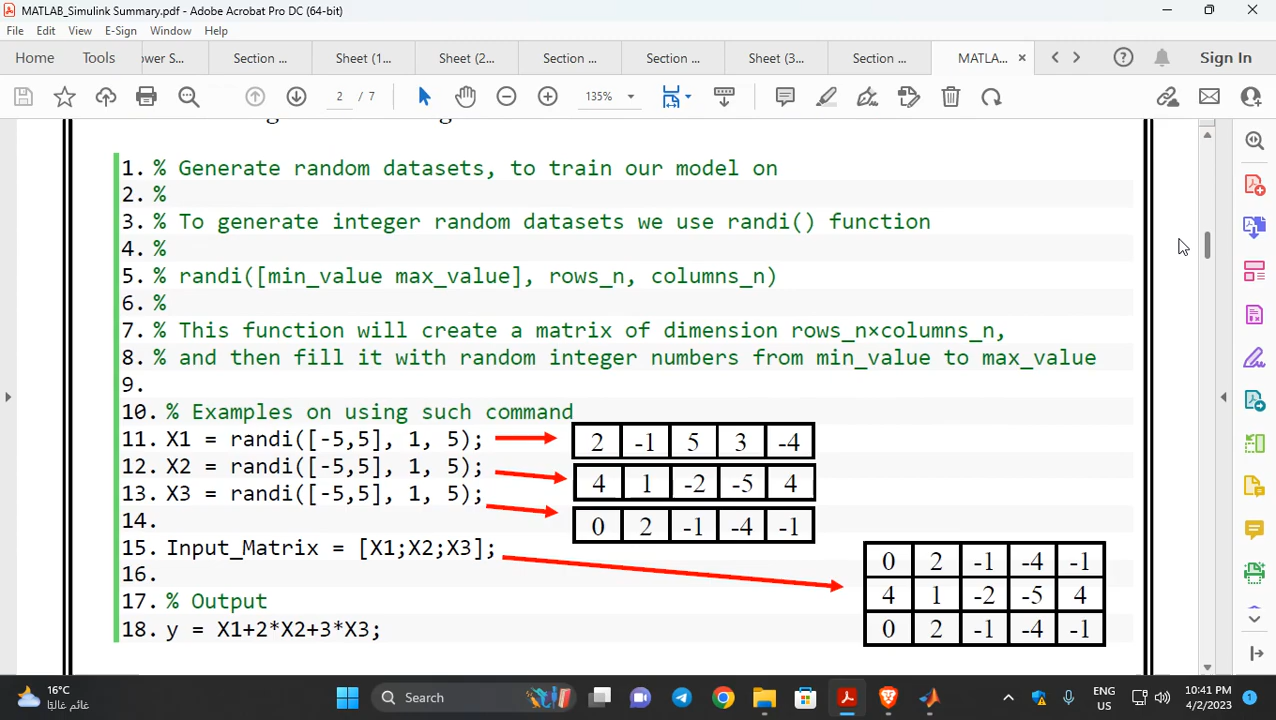 MATLAB_Simulink Summary.pdf - Adobe Acrobat Pro DC (64-bit)
File Edit View E-Sign Window Help
Home Tools ower S... Section ... Sheet (1... Sheet (2... Section ... Section ... Sheet (3... Section ... MATLA... Sign In
2 / 7 135%
1. % Generate random datasets, to train our model on
2. %
3. % To generate integer random datasets we use randi() function
4. %
5. % randi([min_value max_value], rows_n, columns_n)
6. %
7. % This function will create a matrix of dimension rows_n×columns_n,
8. % and then fill it with random integer numbers from min_value to max_value
9.
10. % Examples on using such command
11. X1 = randi([-5,5], 1, 5); 2 -1 5 3 -4
12. X2 = randi([-5,5], 1, 5); 4 1 -2 -5 4
13. X3 = randi([-5,5], 1, 5); 0 2 -1 -4 -1
14.
15. Input_Matrix = [X1;X2;X3];
0 2 -1 -4 -1
16.
4 1 -2 -5 4
17. % Output
0 2 -1 -4 -1
18. y = X1+2*X2+3*X3;
16°C
غائم غالبًا
Search
ENG
US
10:41 PM
4/2/2023
1